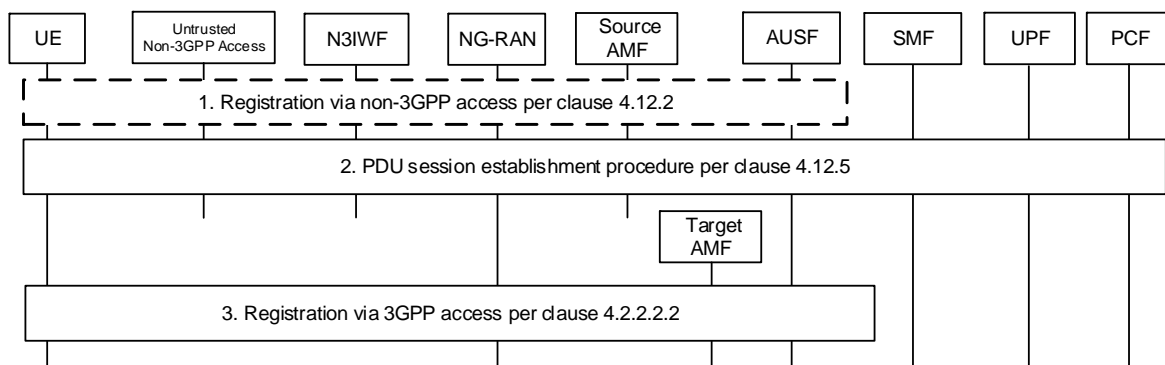 UE
Untrusted
Non-3GPP Access
N3IWF
NG-RAN
Source
AMF
AUSF
SMF
UPF
PCF
1. Registration via non-3GPP access per clause 4.12.2
2. PDU session establishment procedure per clause 4.12.5
Target
AMF
3. Registration via 3GPP access per clause 4.2.2.2.2